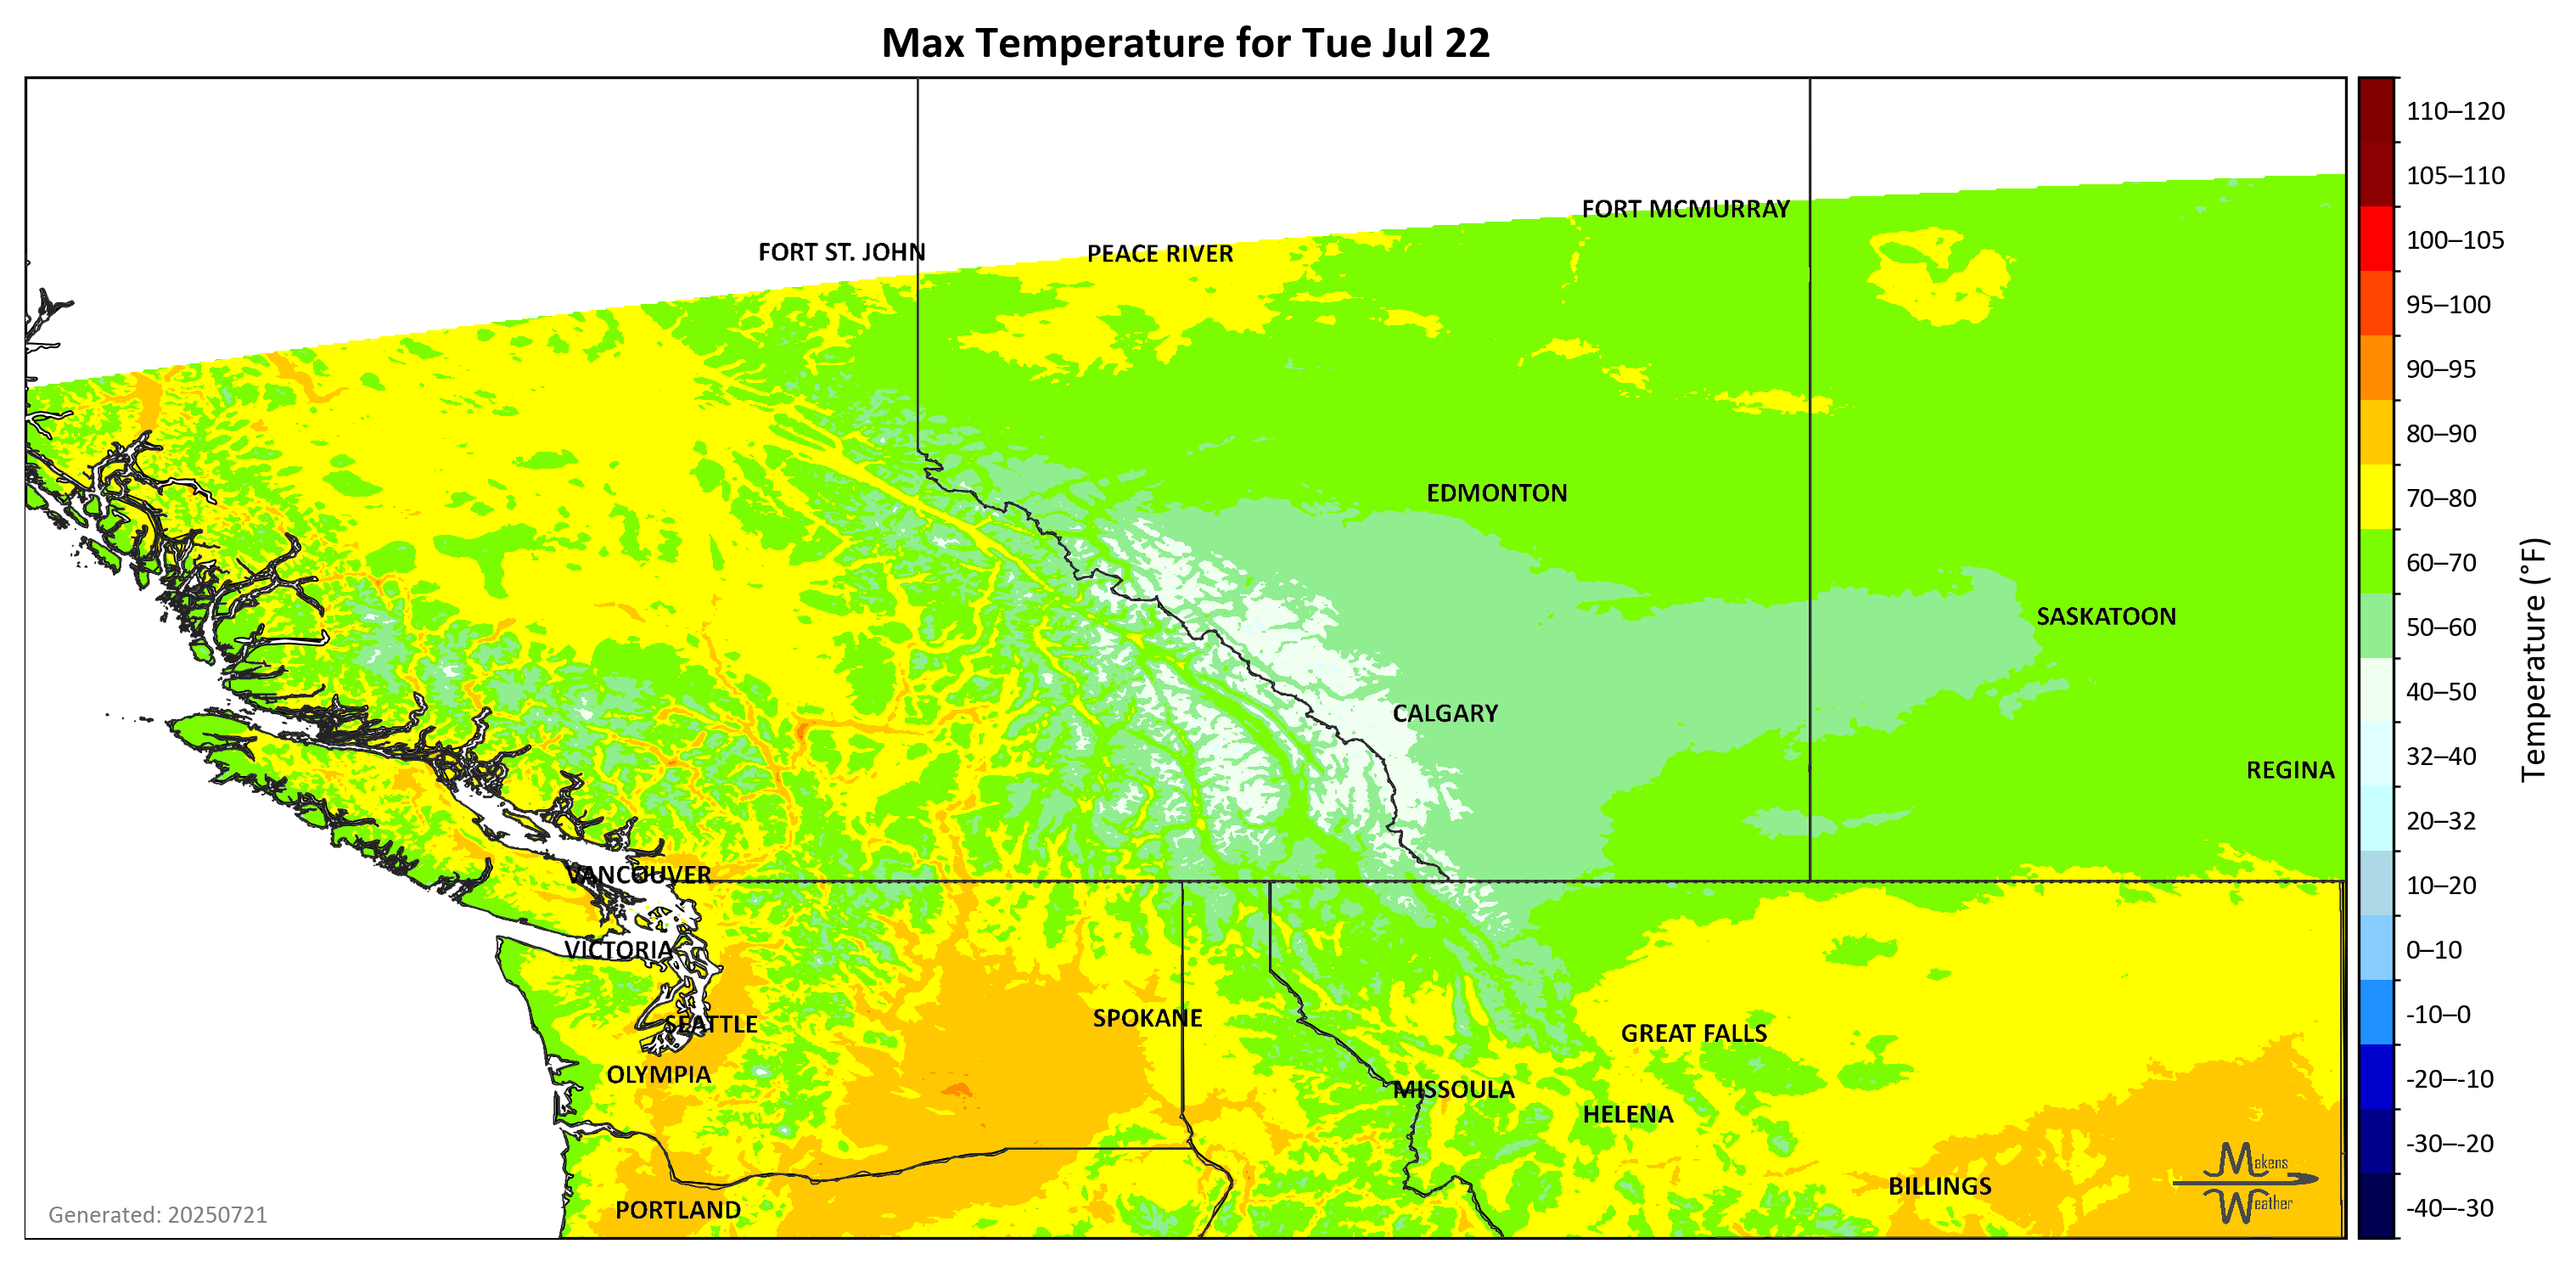 Max Temperature for Tue Jul 22
FORT MCMURRAY
FORT ST. JOHN
PEACE RIVER
EDMONTON
SASKATOON
CALGARY
REGINA
VANCOUVER
VICTORIA
SPOKANE
SEATTLE
GREAT FALLS
OLYMPIA
MISSOULA
HELENA
BILLINGS
PORTLAND
Makens
Weather
Generated: 20250721
110–120
105–110
100–105
95–100
90–95
80–90
70–80
60–70
50–60
40–50
32–40
20–32
10–20
0–10
-10–0
-20–-10
-30–-20
-40–-30
Temperature (°F)